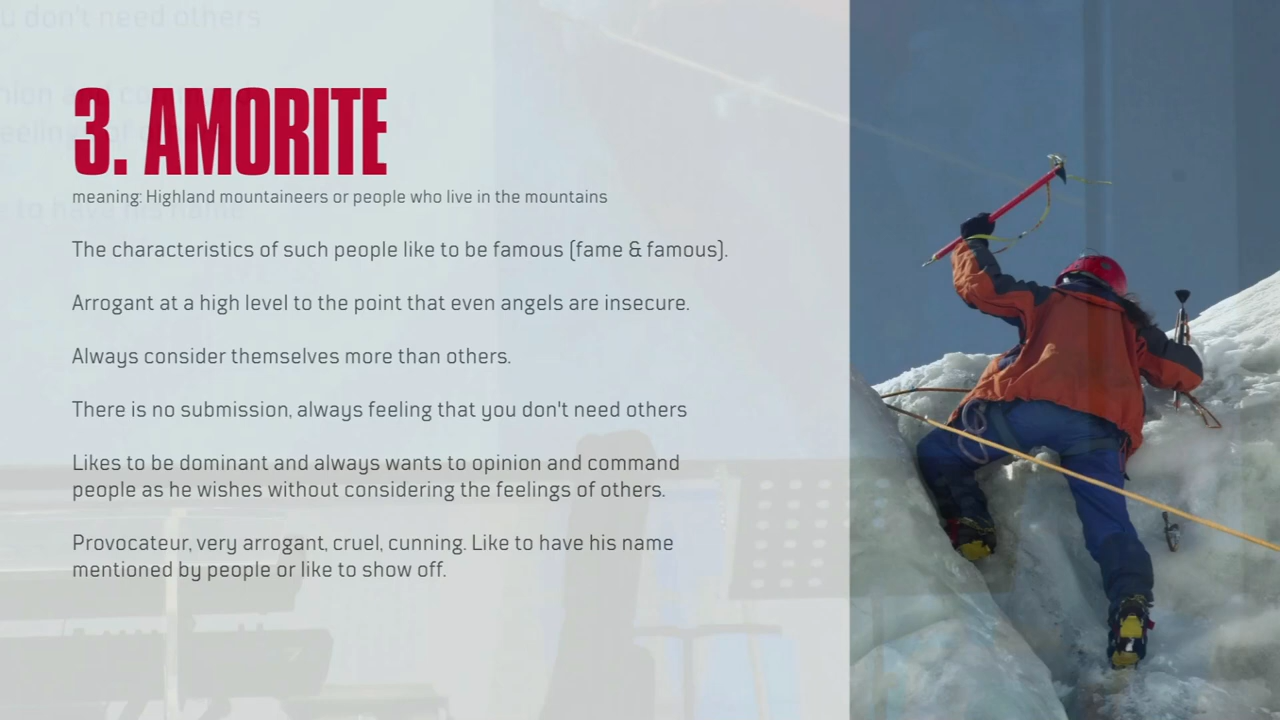 3. AMORITE
meaning: Highland mountaineers or people who live in the mountains
The characteristics of such people like to be famous (fame & famous).
Arrogant at a high level to the point that even angels are insecure.
Always consider themselves more than others.
There is no submission, always feeling that you don't need others
Likes to be dominant and always wants to opinion and command
people as he wishes without considering the feelings of others.
Provocateur, very arrogant, cruel, cunning. Like to have his name
mentioned by people or like to show off.